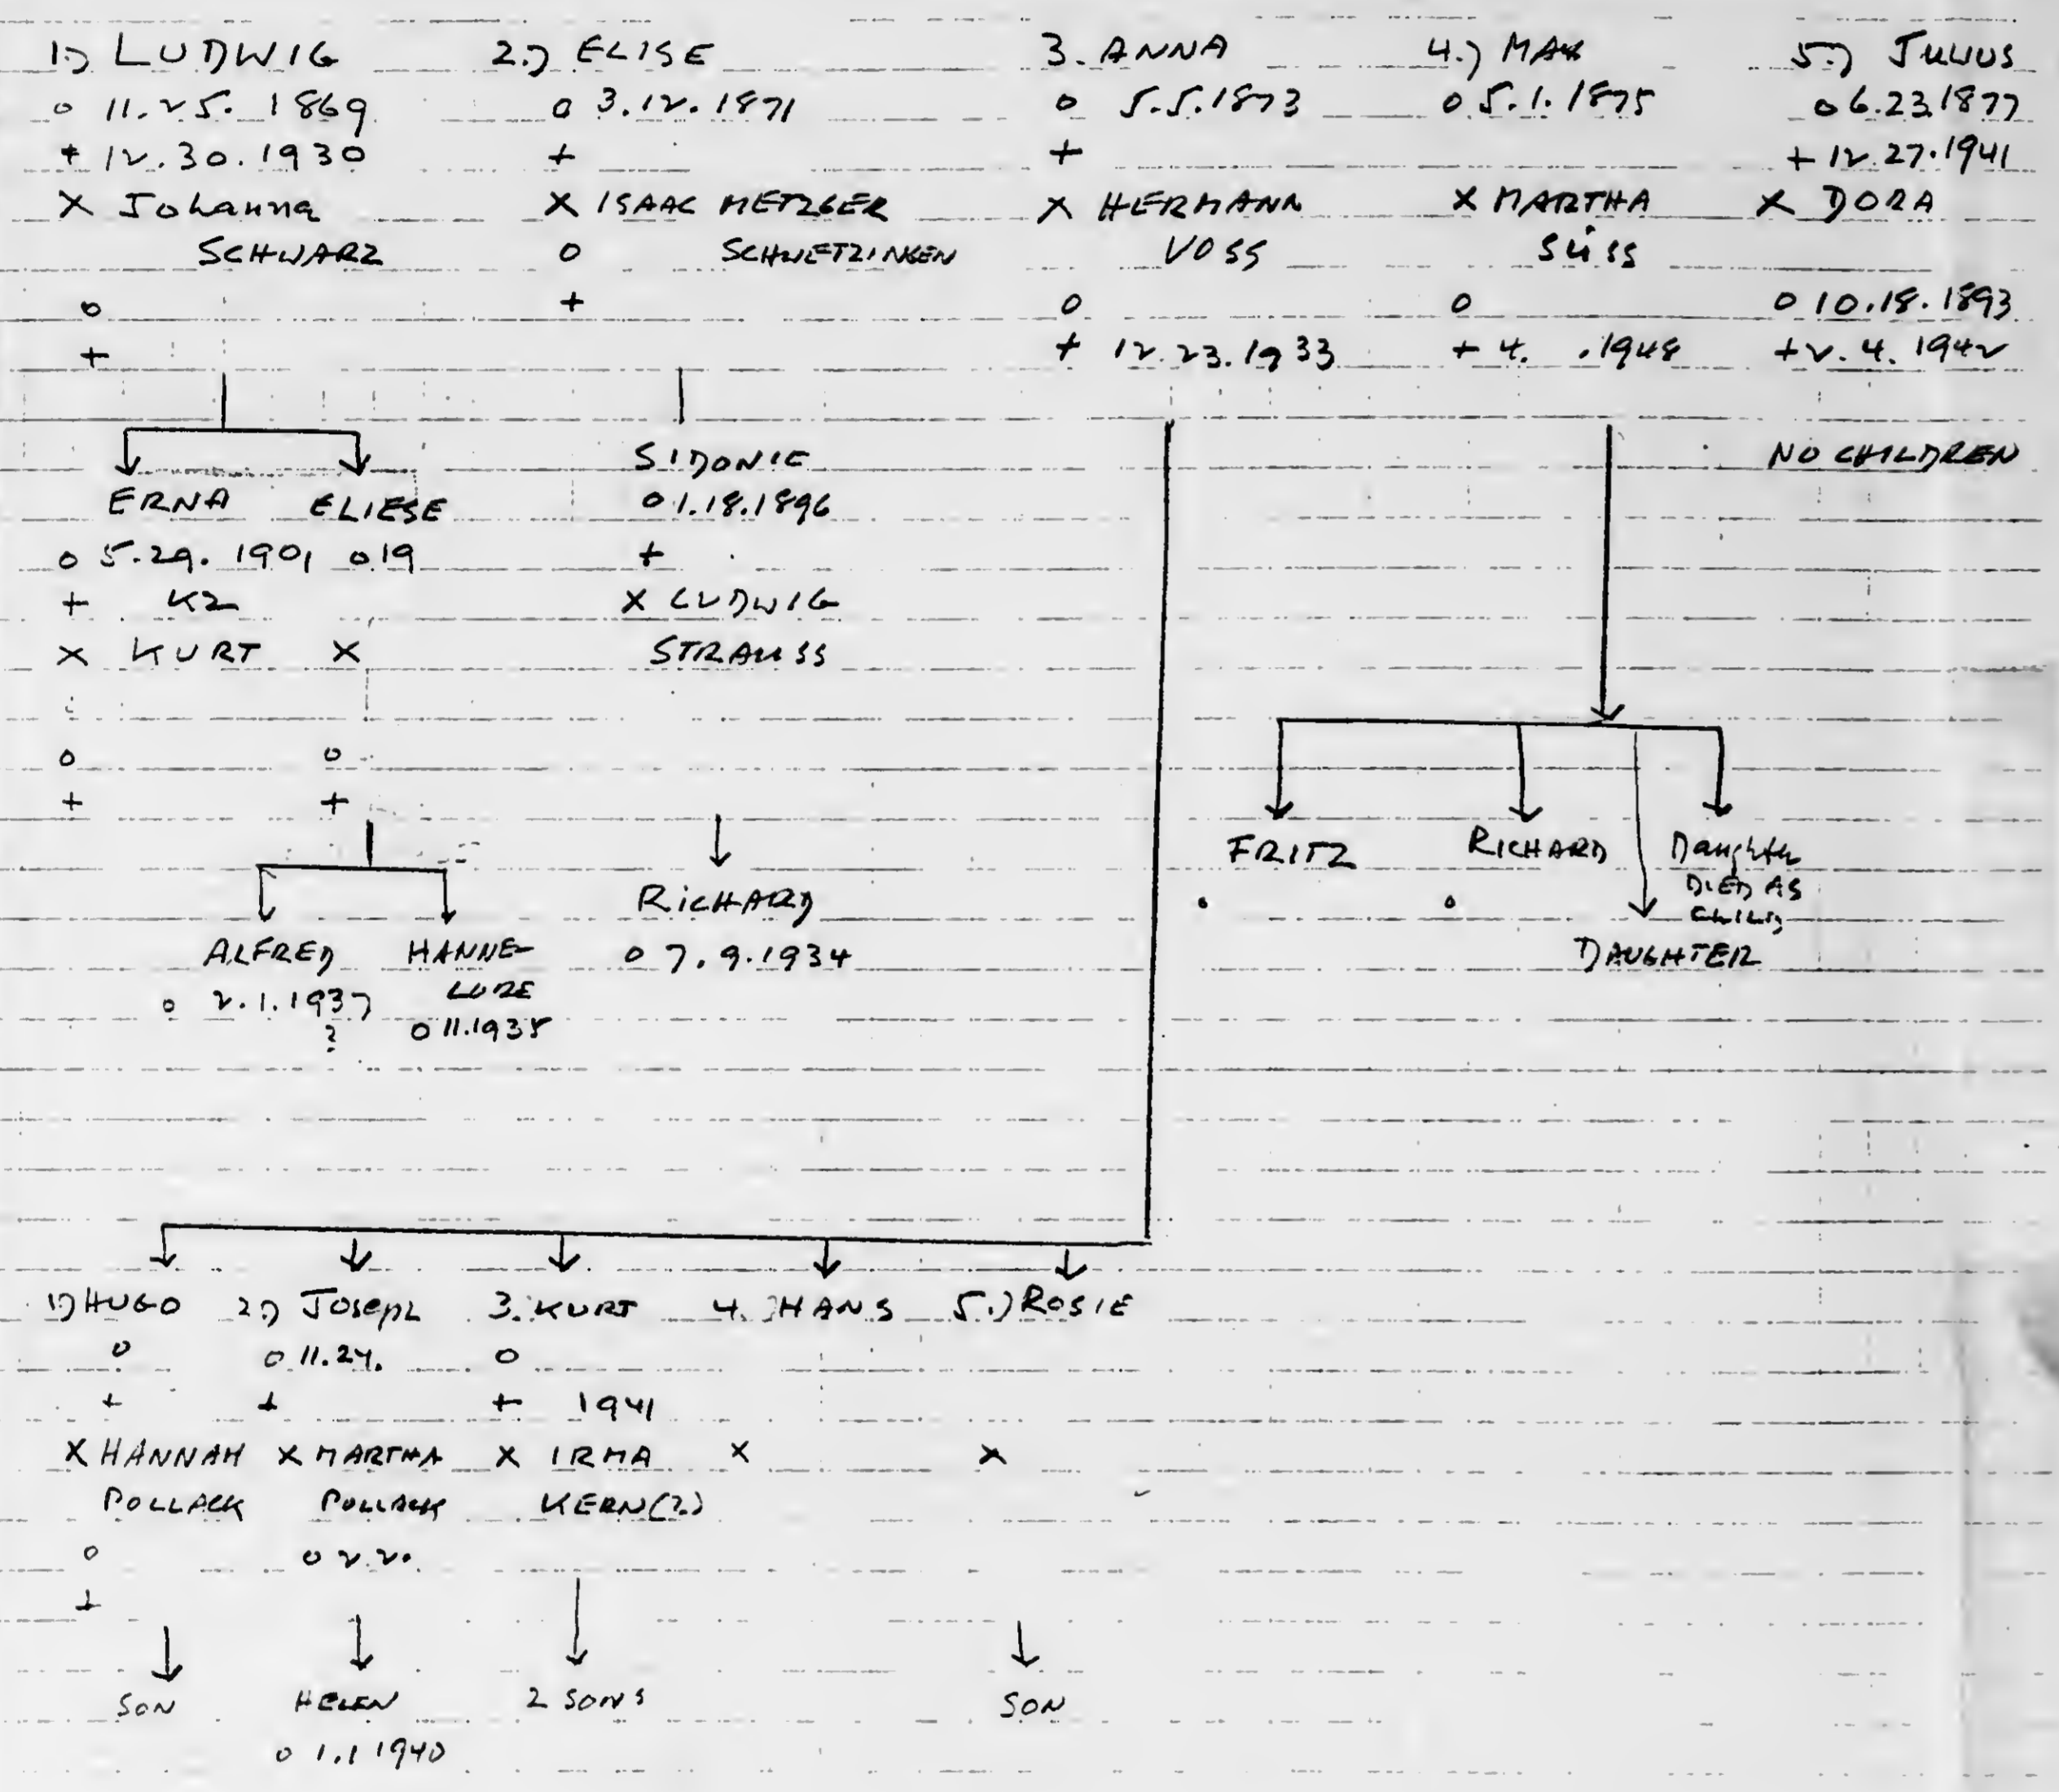 1.) LUDWIG 2.) ELISE 3. ANNA 4.) MAX 5.) JULIUS
o 11.25. 1869 o 3.12.1871 o 5.5.1873 o 5.1.1875 o 6.23.1877
+ 12.30.1930 + + + 12.27.1941
X Johanna X ISAAC METZGER X HERMANN X MARTHA X DORA
SCHWARZ o SCHWETZINGEN VOSS SÜSS
o + o o o 10.18.1893
+ + 12.23.1933 + 4. .1948 + 2.4.1942
SIDONIE NO CHILDREN
ERNA ELIESE o 1.18.1896
o 5.29.1901 o 19 +
+ KZ X LUDWIG
X KURT X STRAUSS
o o
+ +
FRITZ RICHARD Daughter
DIED AS
CHILD
RICHARD
ALFRED HANNE- o 7.9.1934 DAUGHTER
o 2.1.1937 LORE
? o 11.1935
1.) HUGO 2.) Joseph 3. KURT 4.) HANS 5.) ROSIE
o o 11.24. o
+ + + 1941
X HANNAH X MARTHA X IRMA X X
POLLACK POLLACK KERN(?)
o o 2.20
+
SON HELEN 2 SONS SON
o 1.1 1940